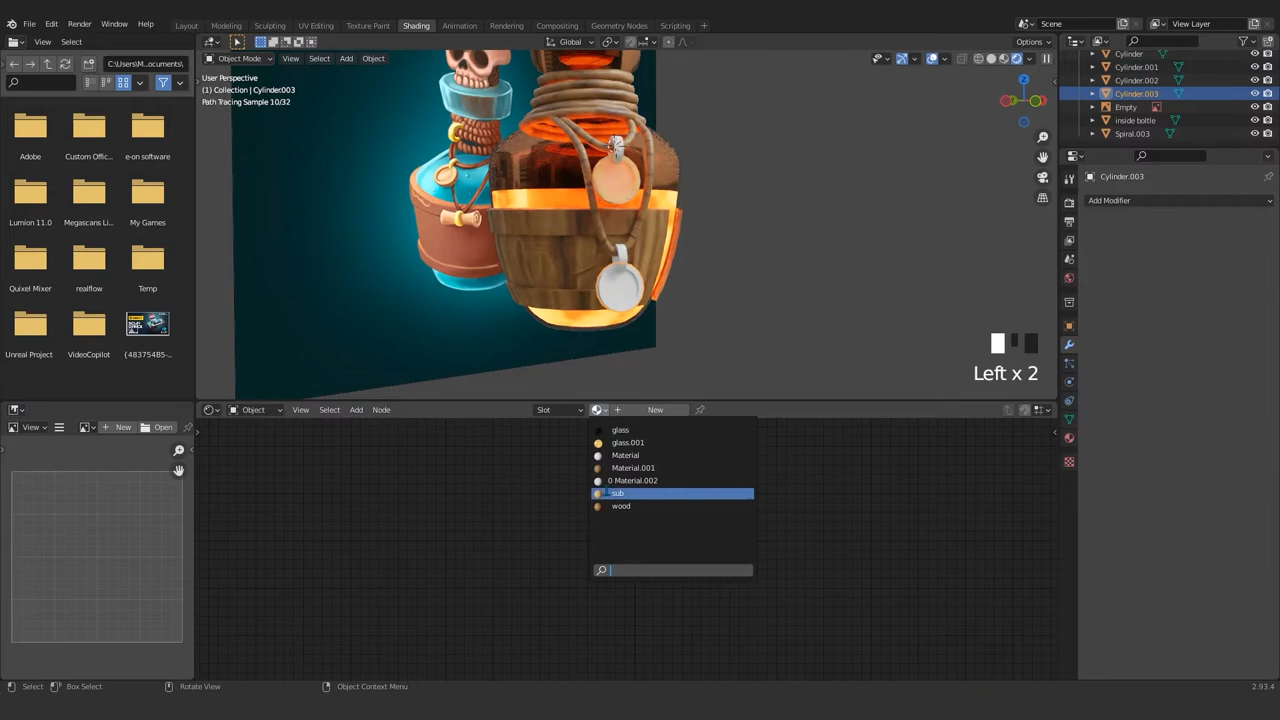 File Edit Render Window Help
Layout Modeling Sculpting UV Editing Texture Paint Shading Animation Rendering Compositing Geometry Nodes Scripting
Scene
View Layer
View Select
Global
Options
C:\Users\M...ocuments\
Object Mode View Select Add Object
User Perspective
(1) Collection | Cylinder.003
Path Tracing Sample 10/32
Z
Cylinder
Cylinder.001
Cylinder.002
Cylinder.003
Empty
inside boltle
Spiral.003
Adobe
Custom Offic...
e-on software
Lumion 11.0
Megascans Li...
My Games
Quixel Mixer
realflow
Temp
Unreal Project
VideoCopilot
{483754B5-...
Cylinder.003
Add Modifier
Left x 2
View
New
Open
Object View Select Add Node
Slot
New
glass
glass.001
Material
Material.001
0 Material.002
sub
wood
Select
Box Select
Rotate View
Object Context Menu
2.93.4